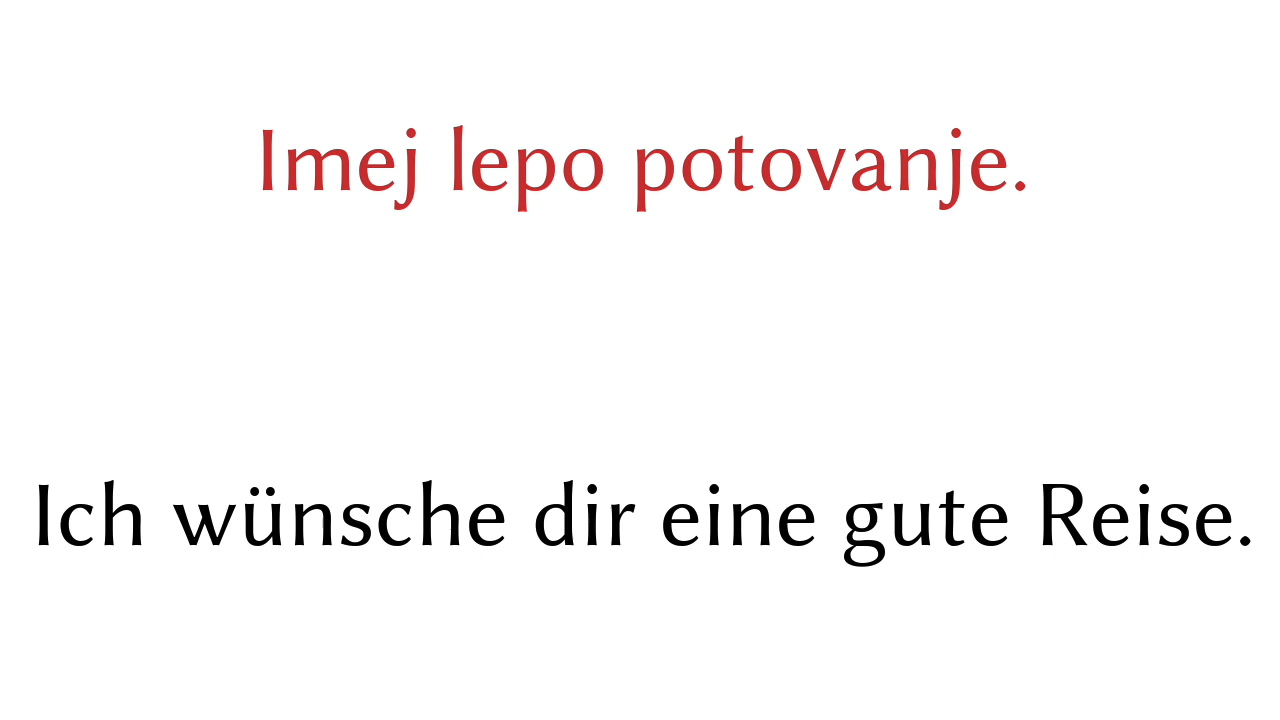 Imej lepo potovanje.
Ich wünsche dir eine gute Reise.